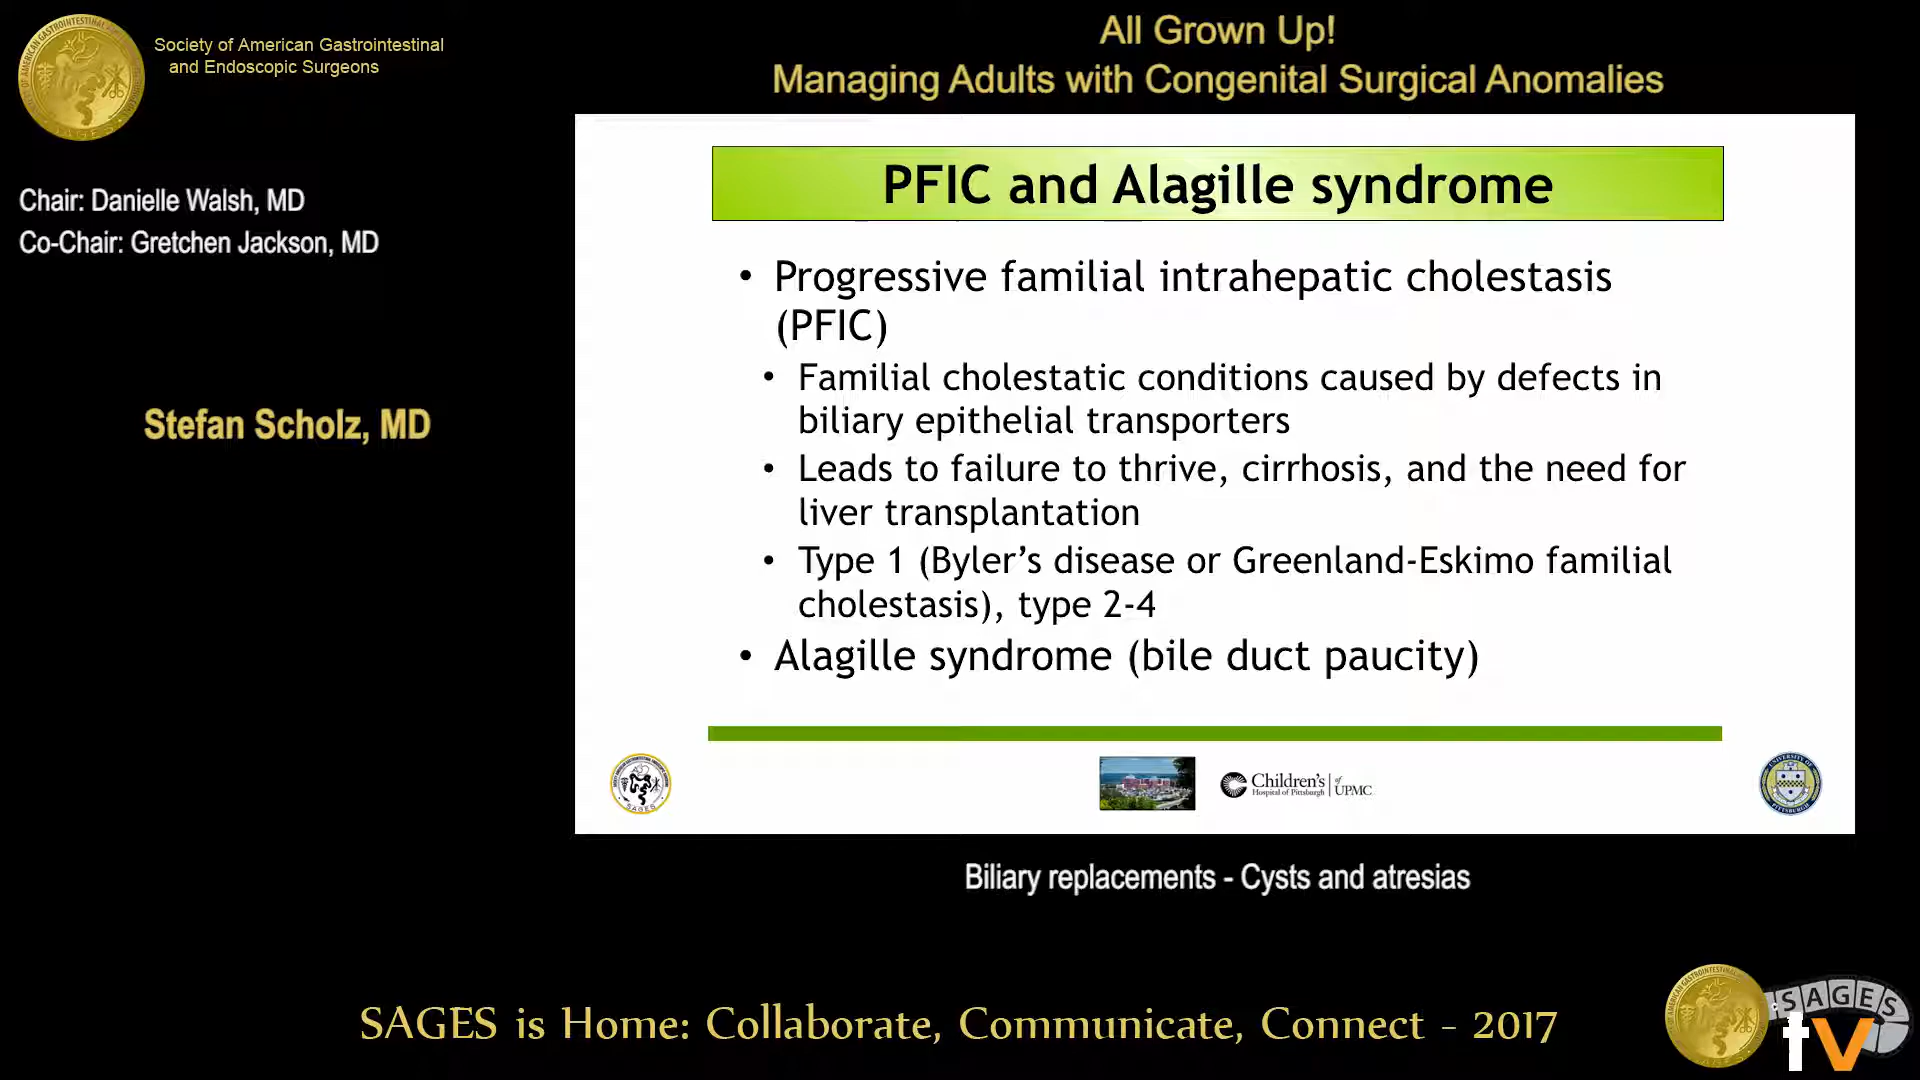 Society of American Gastrointestinal
and Endoscopic Surgeons
All Grown Up!
Managing Adults with Congenital Surgical Anomalies
Chair: Danielle Walsh, MD
Co-Chair: Gretchen Jackson, MD
Stefan Scholz, MD
PFIC and Alagille syndrome
• Progressive familial intrahepatic cholestasis
(PFIC)
• Familial cholestatic conditions caused by defects in
biliary epithelial transporters
• Leads to failure to thrive, cirrhosis, and the need for
liver transplantation
• Type 1 (Byler’s disease or Greenland-Eskimo familial
cholestasis), type 2-4
• Alagille syndrome (bile duct paucity)
Children's
Hospital of Pittsburgh
of
UPMC
Biliary replacements - Cysts and atresias
SAGES is Home: Collaborate, Communicate, Connect - 2017
SAGES
tv